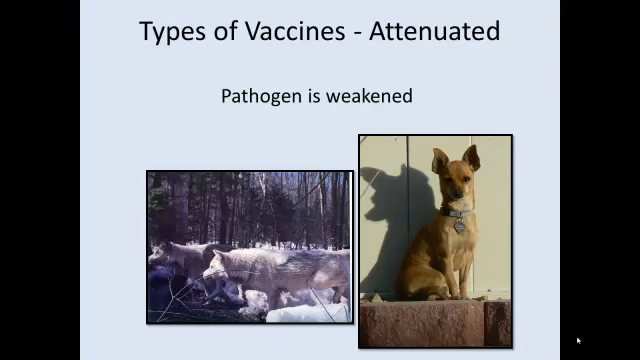 Types of Vaccines - Attenuated
Pathogen is weakened